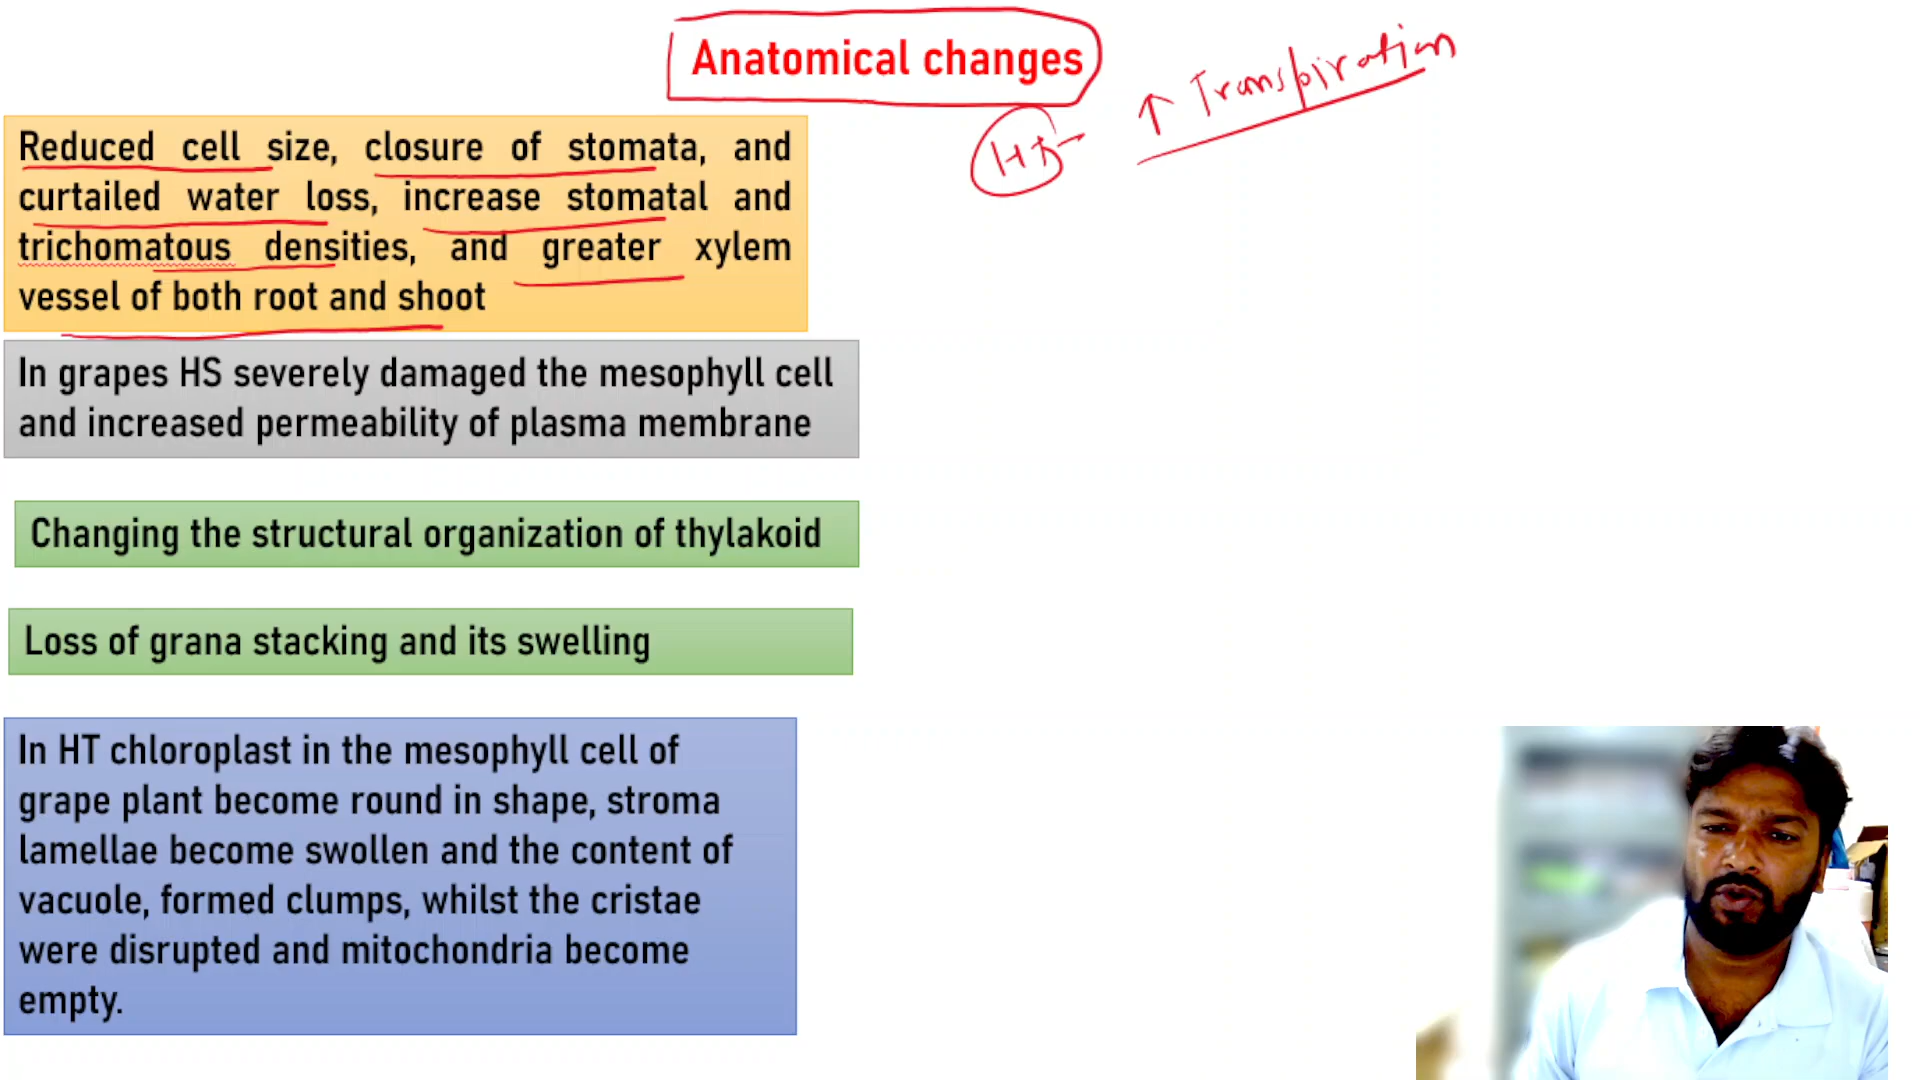 Anatomical changes
↑ Transpiration
HT
Reduced cell size, closure of stomata, and
curtailed water loss, increase stomatal and
trichomatous densities, and greater xylem
vessel of both root and shoot
In grapes HS severely damaged the mesophyll cell
and increased permeability of plasma membrane
Changing the structural organization of thylakoid
Loss of grana stacking and its swelling
In HT chloroplast in the mesophyll cell of
grape plant become round in shape, stroma
lamellae become swollen and the content of
vacuole, formed clumps, whilst the cristae
were disrupted and mitochondria become
empty.